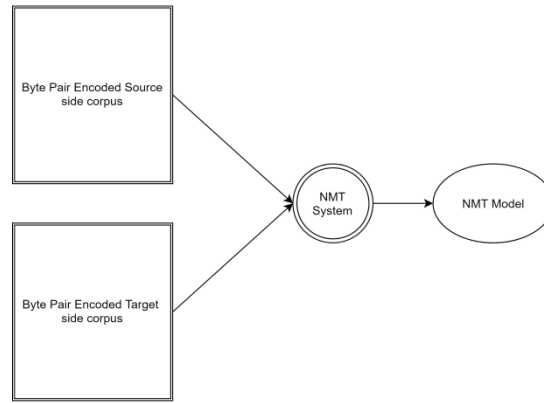 Byte Pair Encoded Source
side corpus
NMT
System
NMT Model
Byte Pair Encoded Target
side corpus